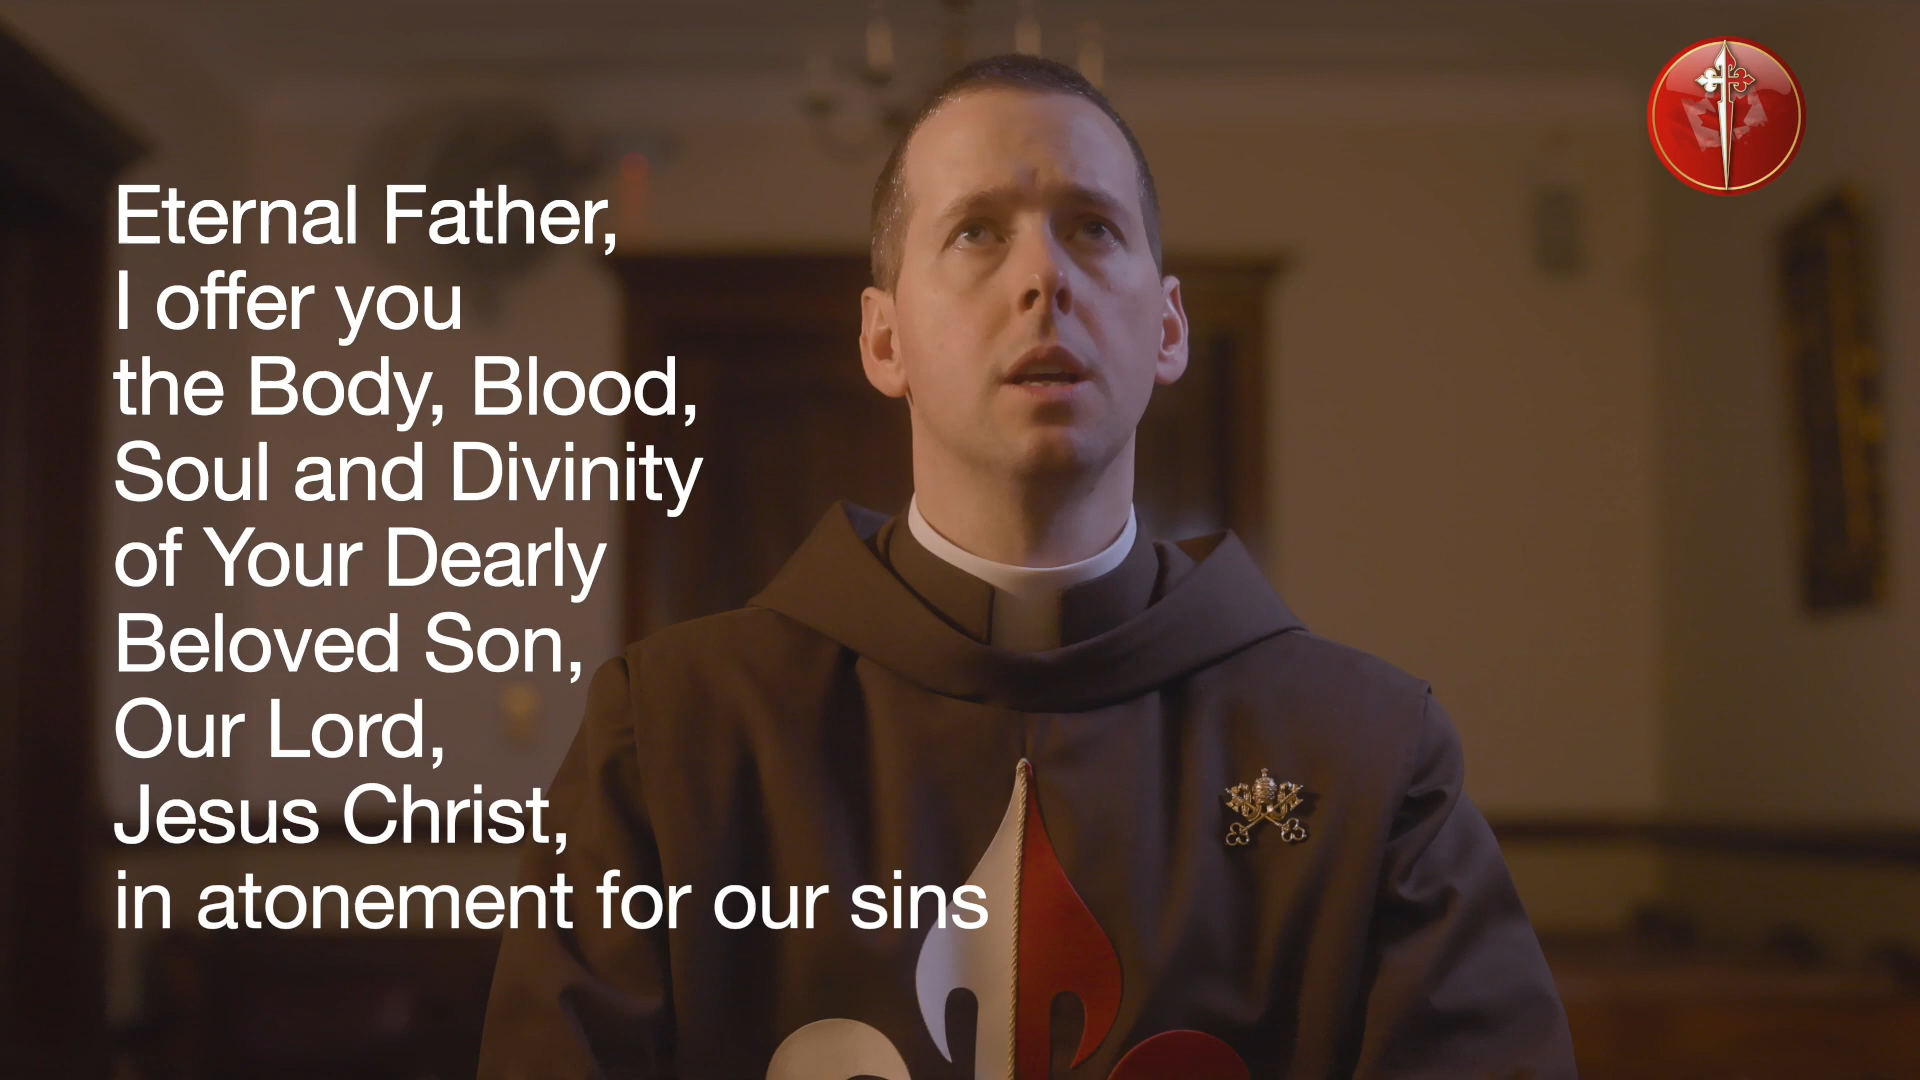 Eternal Father,
I offer you
the Body, Blood,
Soul and Divinity
of Your Dearly
Beloved Son,
Our Lord,
Jesus Christ,
in atonement for our sins